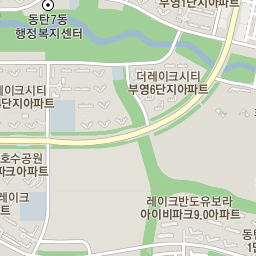 부영1단지아파트
동탄7동
행정복지센터
더레이크시티
부영6단지아파트
레이크시티
단지아파트
호수공원
파크아파트
레이크반도유보라
아이비파크9.0아파트
레이크
트
동탄
1단